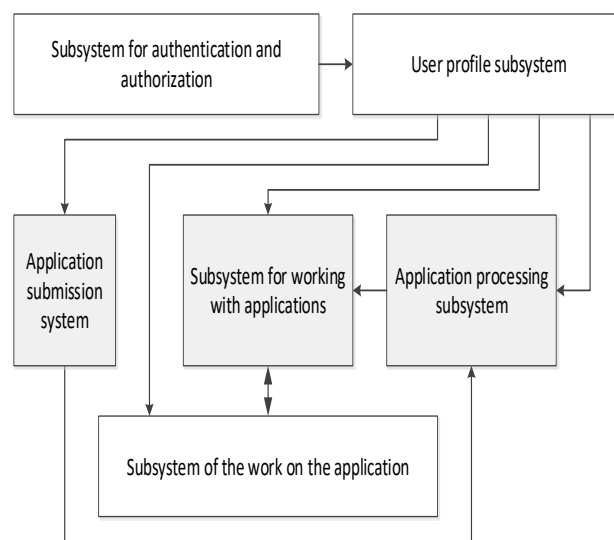 Subsystem for authentication and
authorization
User profile subsystem
Application
submission
system
Subsystem for working
with applications
Application processing
subsystem
Subsystem of the work on the application